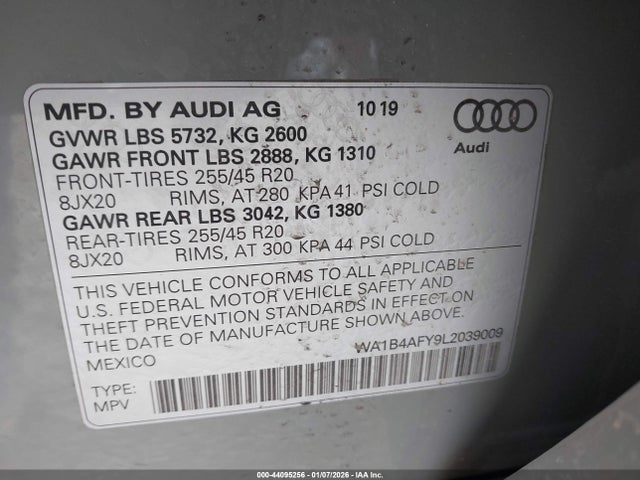 MFD. BY AUDI AG 10 19
GVWR LBS 5732, KG 2600
GAWR FRONT LBS 2888, KG 1310
FRONT-TIRES 255/45 R20
8JX20 RIMS, AT 280 KPA 41 PSI COLD
GAWR REAR LBS 3042, KG 1380
REAR-TIRES 255/45 R20
8JX20 RIMS, AT 300 KPA 44 PSI COLD
Audi
THIS VEHICLE CONFORMS TO ALL APPLICABLE
U.S. FEDERAL MOTOR VEHICLE SAFETY AND
THEFT PREVENTION STANDARDS IN EFFECT ON
THE DATE OF MANUFACTURE SHOWN ABOVE.
MEXICO WA1B4AFY9L2039009
TYPE:
MPV
000-44095256 - 01/07/2026 - IAA Inc.